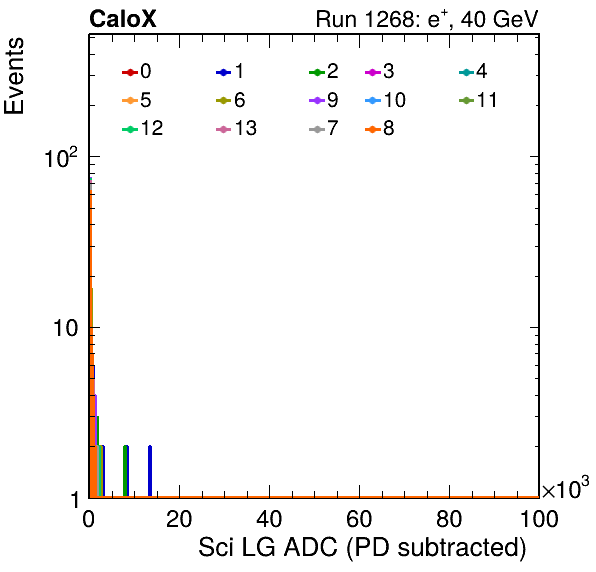 CaloX Run 1268: e⁺, 40 GeV
Events
0 1 2 3 4
5 6 9 10 11
12 13 7 8
10²
10
1
0 20 40 60 80 100
×10³
Sci LG ADC (PD subtracted)